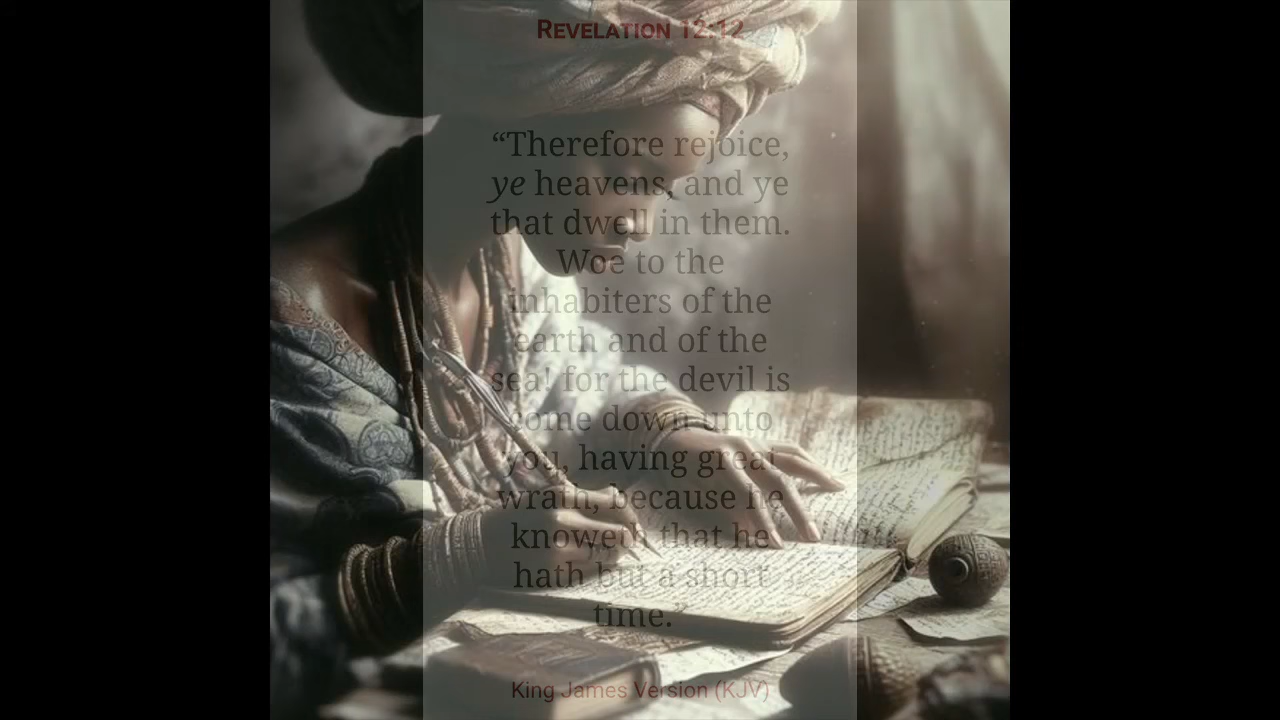 REVELATION 12:12
“Therefore rejoice,
ye heavens, and ye
that dwell in them.
Woe to the
inhabiters of the
earth and of the
sea! for the devil is
come down unto
you, having great
wrath, because he
knoweth that he
hath but a short
time.
King James Version (KJV)